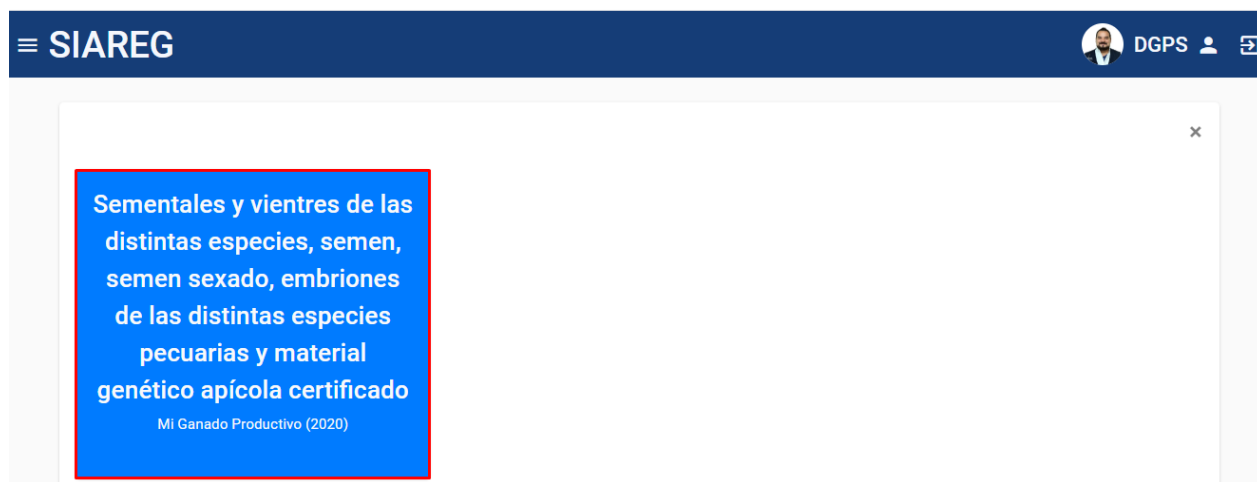 SIAREG
DGPS
Sementales y vientres de las
distintas especies, semen,
semen sexado, embriones
de las distintas especies
pecuarias y material
genético apícola certificado
Mi Ganado Productivo (2020)